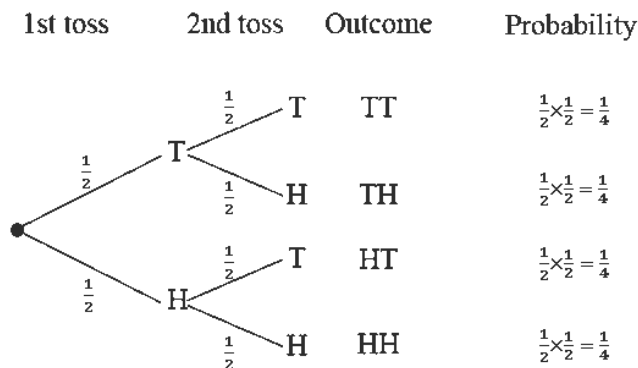 1st toss 2nd toss Outcome Probability
1/2 T TT 1/2×1/2=1/4
1/2 T
1/2 H TH 1/2×1/2=1/4
1/2 T HT 1/2×1/2=1/4
1/2 H
1/2 H HH 1/2×1/2=1/4